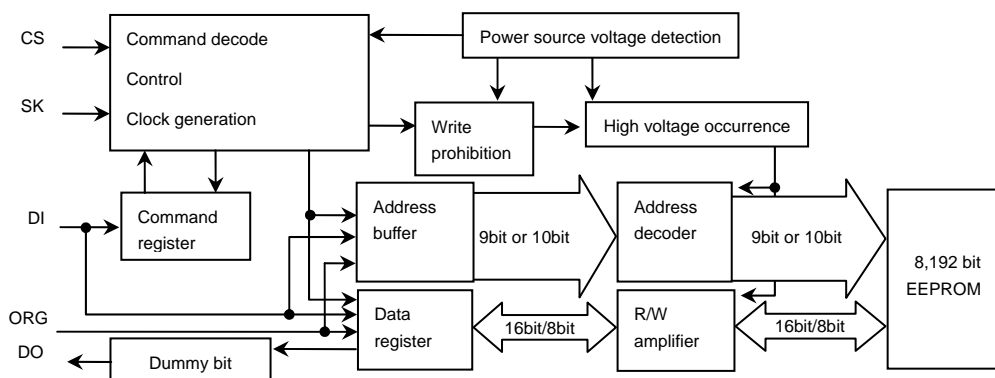 CS
Command decode
Power source voltage detection
Control
SK
Clock generation
Write
prohibition
High voltage occurrence
DI
Command
register
Address
buffer
9bit or 10bit
Address
decoder
9bit or 10bit
8,192 bit
EEPROM
ORG
Data
register
16bit/8bit
R/W
amplifier
16bit/8bit
DO
Dummy bit